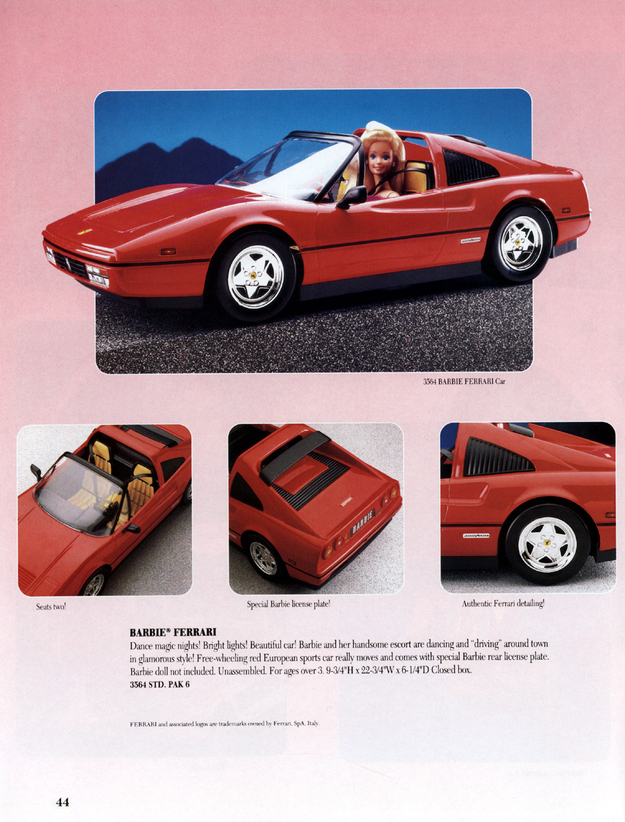 3564 BARBIE FERRARI Car
BARBIE
Seats two!
Special Barbie license plate!
Authentic Ferrari detailing!
BARBIE® FERRARI
Dance magic nights! Bright lights! Beautiful car! Barbie and her handsome escort are dancing and "driving" around town
in glamorous style! Free-wheeling red European sports car really moves and comes with special Barbie rear license plate.
Barbie doll not included. Unassembled. For ages over 3. 9-3/4"H x 22-3/4"W x 6-1/4"D Closed box.
3564 STD. PAK 6
FERRARI and associated logos are trademarks owned by Ferrari, SpA, Italy.
44